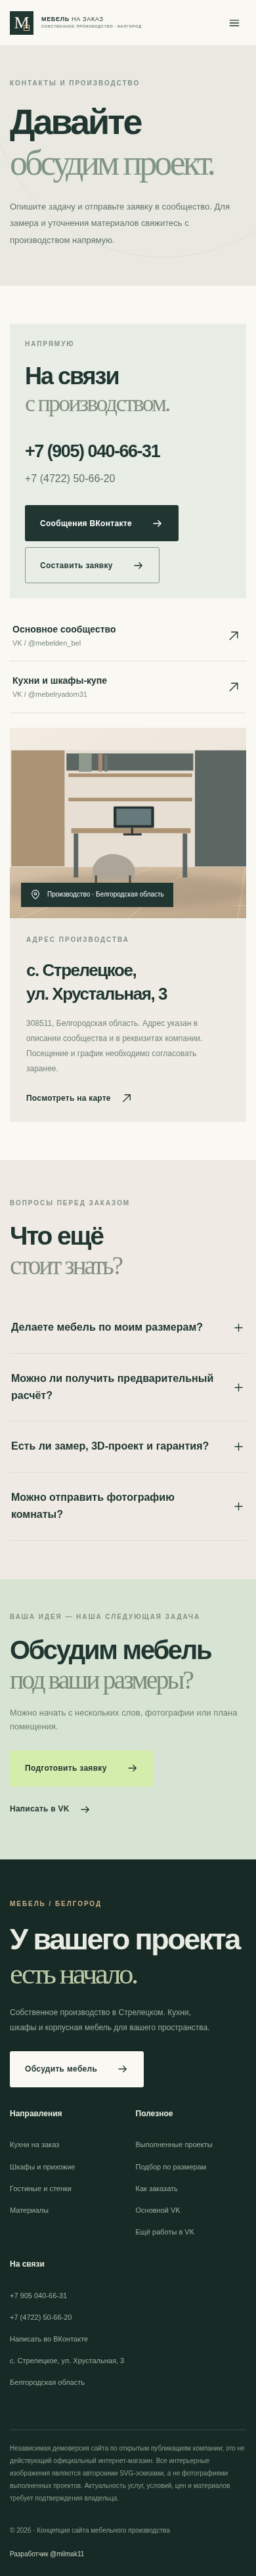 М
МЕБЕЛЬ НА ЗАКАЗ
СОБСТВЕННОЕ ПРОИЗВОДСТВО · БЕЛГОРОД
КОНТАКТЫ И ПРОИЗВОДСТВО
Давайте
обсудим проект.
Опишите задачу и отправьте заявку в сообщество. Для
замера и уточнения материалов свяжитесь с
производством напрямую.
НАПРЯМУЮ
На связи
с производством.
+7 (905) 040-66-31
+7 (4722) 50-66-20
Сообщения ВКонтакте
Составить заявку
Основное сообщество
VK / @mebelden_bel
Кухни и шкафы-купе
VK / @mebelryadom31
Производство · Белгородская область
АДРЕС ПРОИЗВОДСТВА
с. Стрелецкое,
ул. Хрустальная, 3
308511, Белгородская область. Адрес указан в
описании сообщества и в реквизитах компании.
Посещение и график необходимо согласовать
заранее.
Посмотреть на карте
ВОПРОСЫ ПЕРЕД ЗАКАЗОМ
Что ещё
стоит знать?
Делаете мебель по моим размерам?
Можно ли получить предварительный
расчёт?
Есть ли замер, 3D-проект и гарантия?
Можно отправить фотографию
комнаты?
ВАША ИДЕЯ — НАША СЛЕДУЮЩАЯ ЗАДАЧА
Обсудим мебель
под ваши размеры?
Можно начать с нескольких слов, фотографии или плана
помещения.
Подготовить заявку
Написать в VK
МЕБЕЛЬ / БЕЛГОРОД
У вашего проекта
есть начало.
Собственное производство в Стрелецком. Кухни,
шкафы и корпусная мебель для вашего пространства.
Обсудить мебель
Направления
Кухни на заказ
Шкафы и прихожие
Гостиные и стенки
Материалы
Полезное
Выполненные проекты
Подбор по размерам
Как заказать
Основной VK
Ещё работы в VK
На связи
+7 905 040-66-31
+7 (4722) 50-66-20
Написать во ВКонтакте
с. Стрелецкое, ул. Хрустальная, 3
Белгородская область
Независимая демоверсия сайта по открытым публикациям компании; это не
действующий официальный интернет-магазин. Все интерьерные
изображения являются авторскими SVG-эскизами, а не фотографиями
выполненных проектов. Актуальность услуг, условий, цен и материалов
требует подтверждения владельца.
© 2026 · Концепция сайта мебельного производства
Разработчик @milmak11